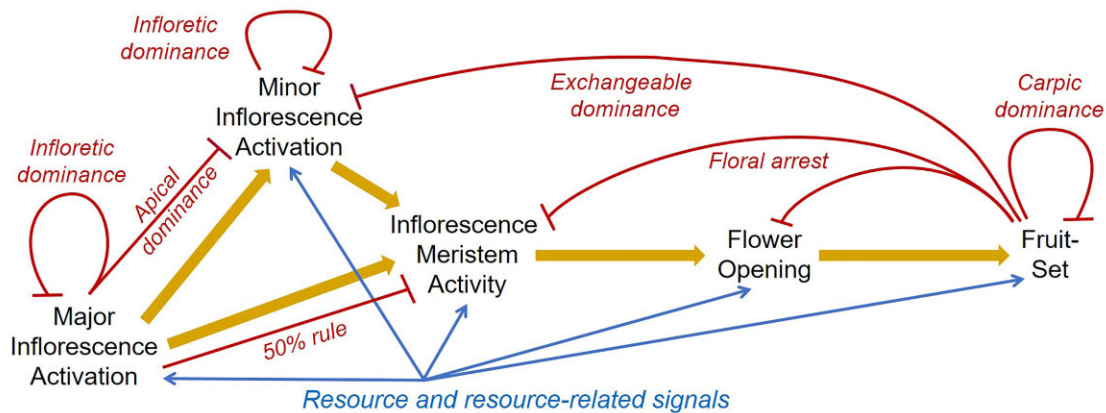 Infloretic
dominance
Minor
Inflorescence
Activation
Exchangeable
dominance
Carpic
dominance
Infloretic
dominance
Apical
dominance
Floral arrest
Inflorescence
Meristem
Activity
Flower
Opening
Fruit-
Set
Major
Inflorescence
Activation
50% rule
Resource and resource-related signals